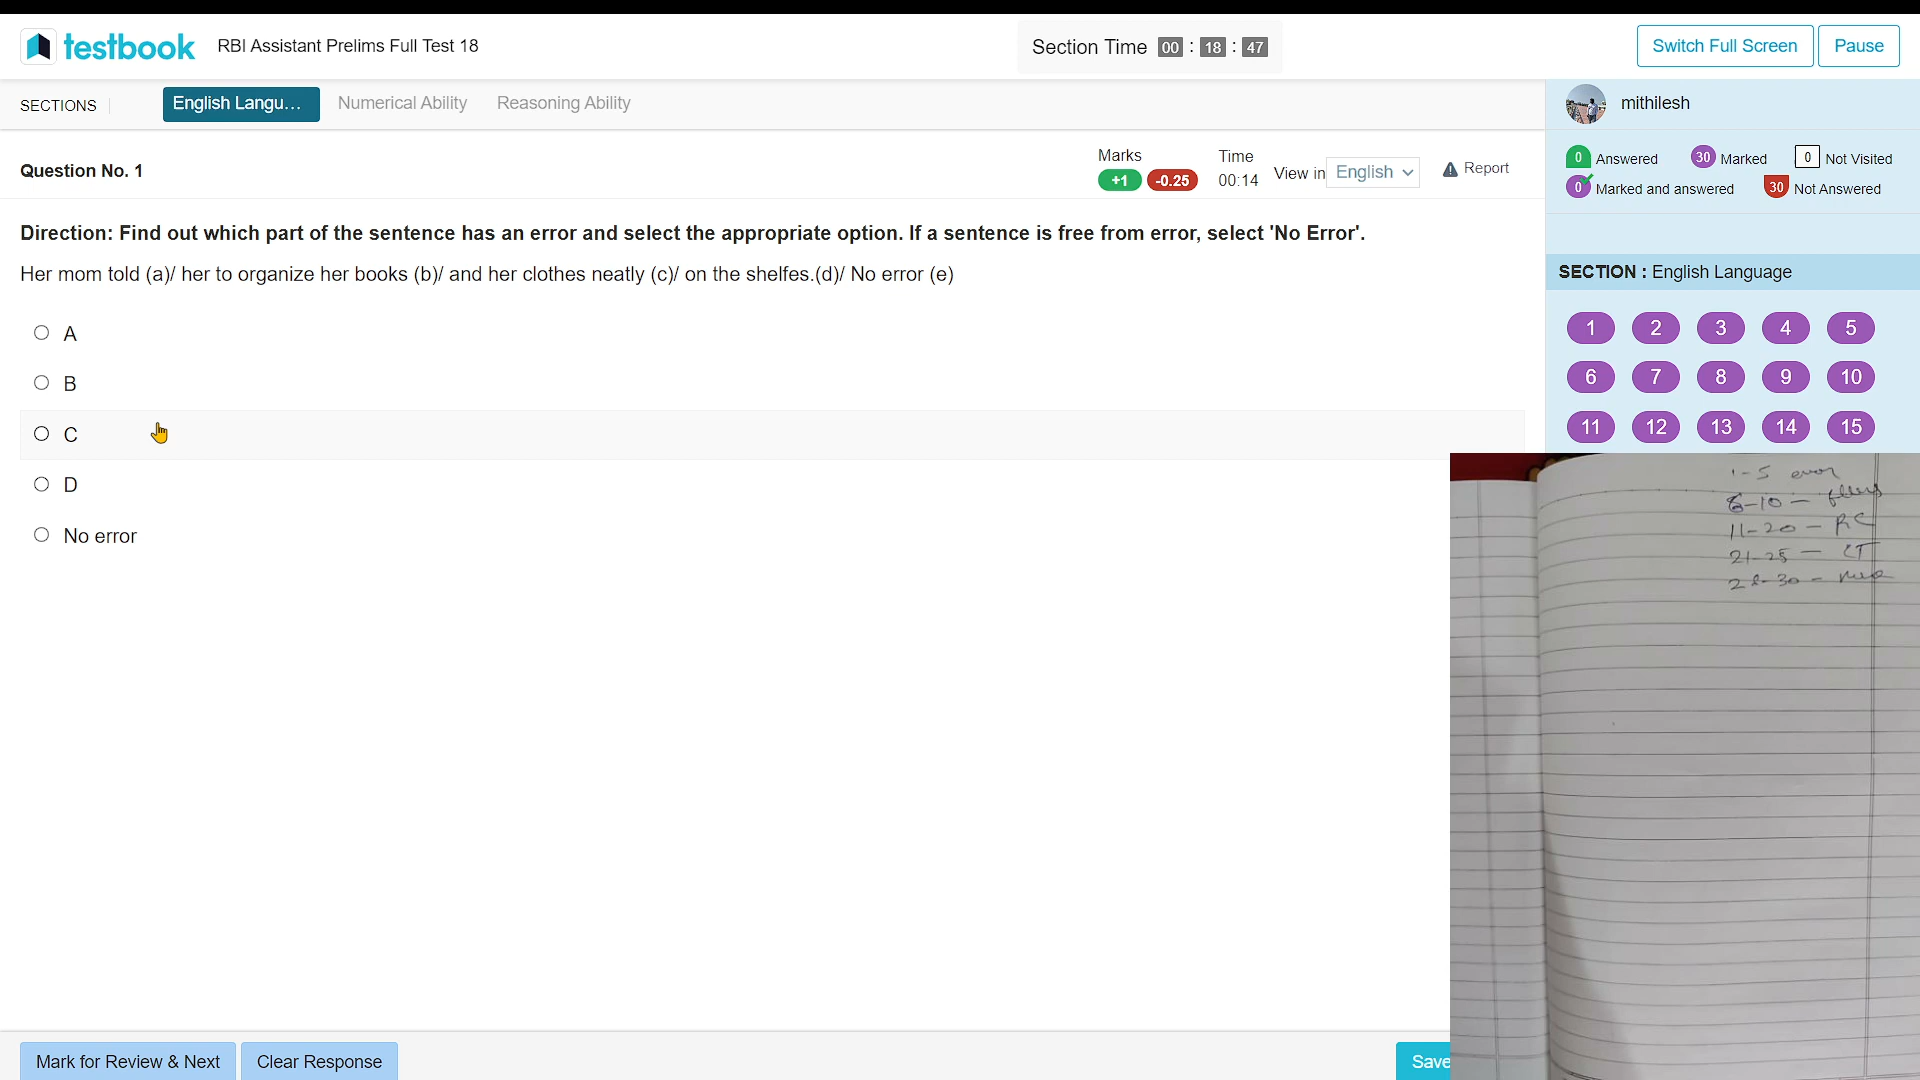 testbook RBI Assistant Prelims Full Test 18 Section Time 00 : 18 : 47 Switch Full Screen Pause
SECTIONS English Langu... Numerical Ability Reasoning Ability
mithilesh
Question No. 1
Marks
+1 -0.25
Time
00:14
View in English
Report
0 Answered 30 Marked 0 Not Visited
0 Marked and answered 30 Not Answered
Direction: Find out which part of the sentence has an error and select the appropriate option. If a sentence is free from error, select 'No Error'.
Her mom told (a)/ her to organize her books (b)/ and her clothes neatly (c)/ on the shelfes.(d)/ No error (e)
A
B
C
D
No error
SECTION : English Language
1 2 3 4 5
6 7 8 9 10
11 12 13 14 15
1-5 error
6-10 -
11-20 - RC
21-25 - CT
30 -
Mark for Review & Next Clear Response Save